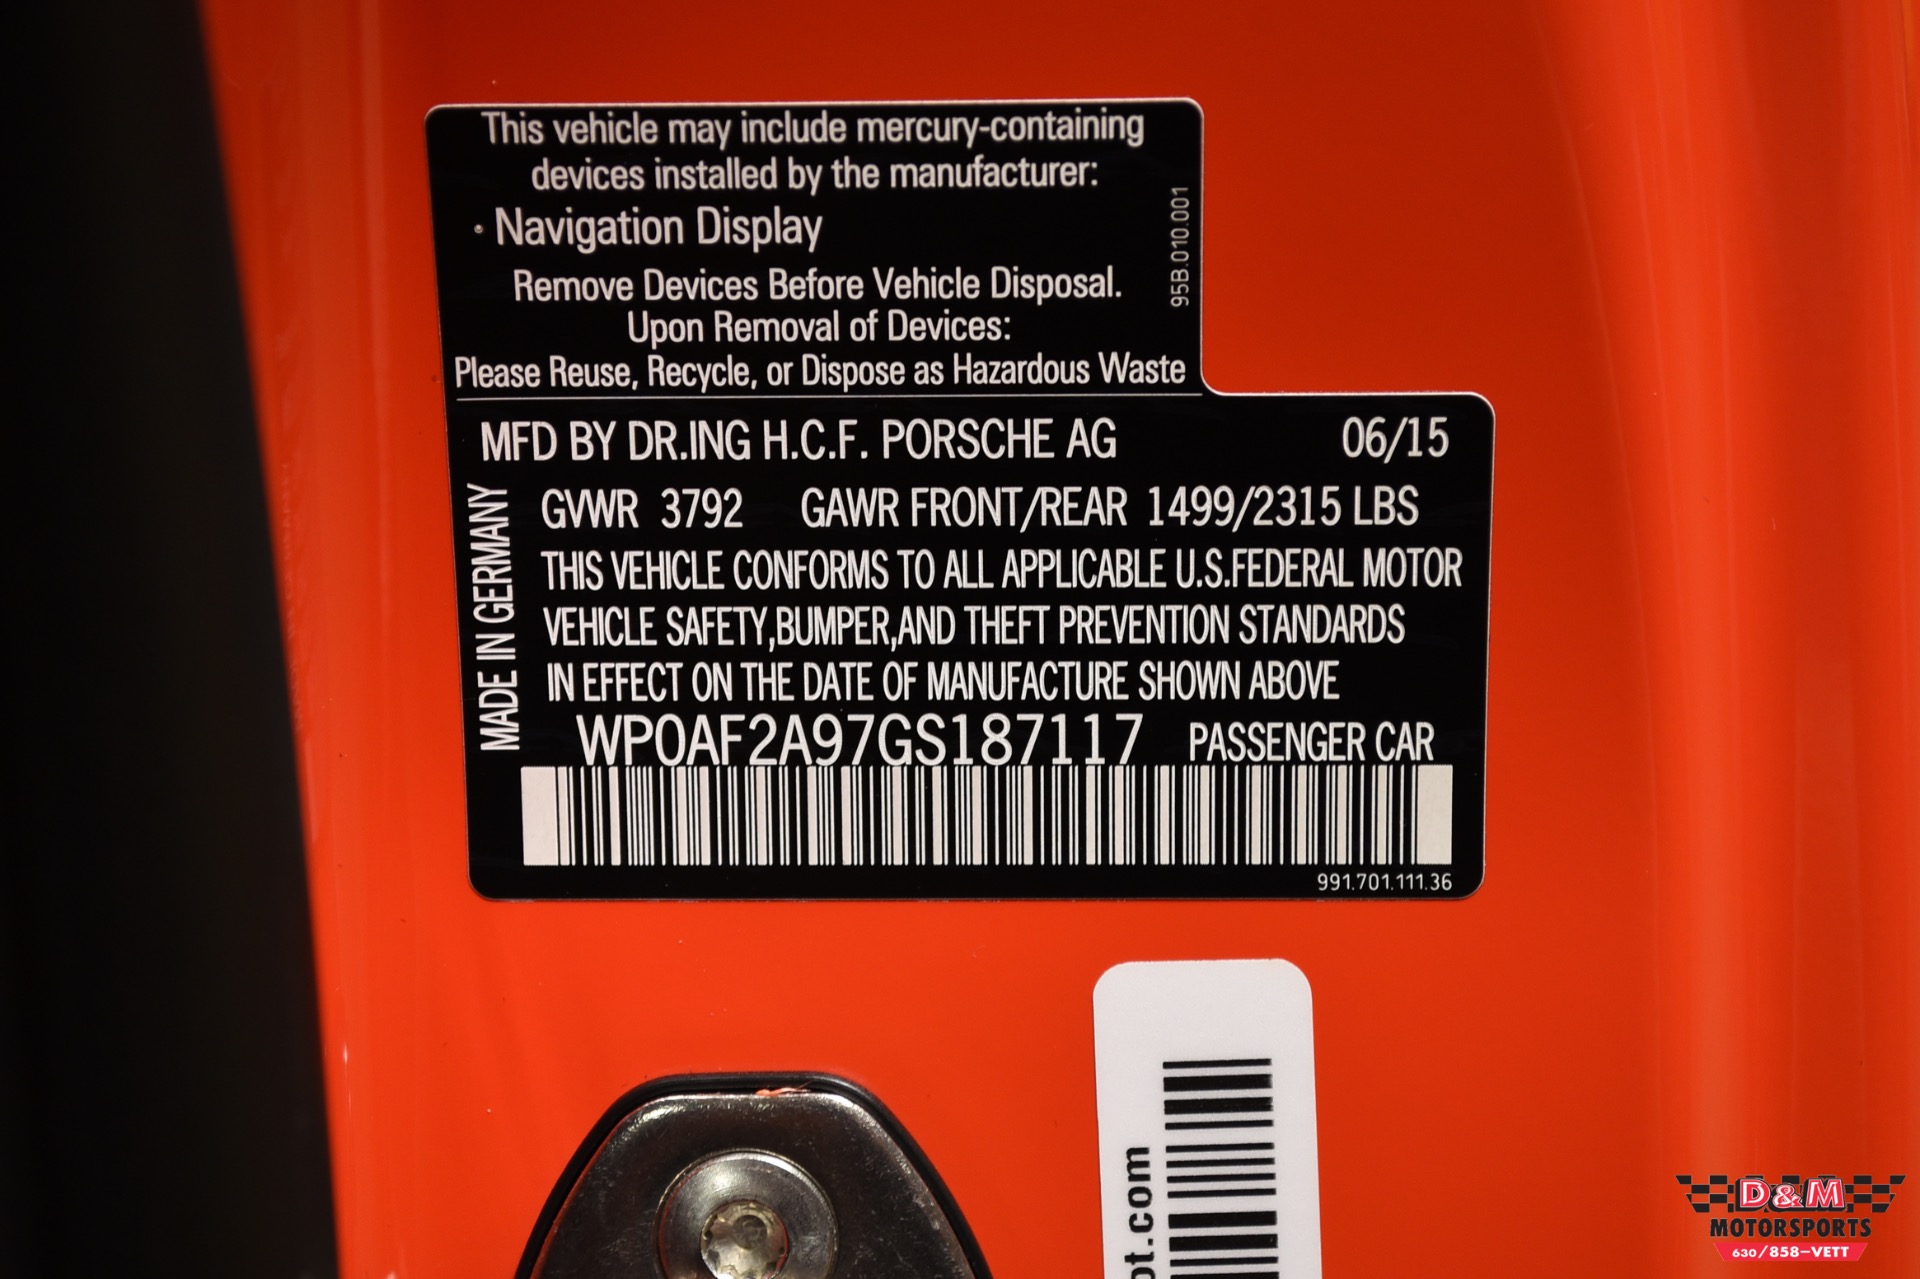 This vehicle may include mercury-containing
devices installed by the manufacturer:
· Navigation Display
Remove Devices Before Vehicle Disposal.
Upon Removal of Devices:
Please Reuse, Recycle, or Dispose as Hazardous Waste
95B.010.001
MFD BY DR.ING H.C.F. PORSCHE AG 06/15
GVWR 3792 GAWR FRONT/REAR 1499/2315 LBS
THIS VEHICLE CONFORMS TO ALL APPLICABLE U.S.FEDERAL MOTOR
VEHICLE SAFETY,BUMPER,AND THEFT PREVENTION STANDARDS
IN EFFECT ON THE DATE OF MANUFACTURE SHOWN ABOVE
MADE IN GERMANY
WP0AF2A97GS187117 PASSENGER CAR
991.701.111.36
ot.com
D&M
MOTORSPORTS
630/858-VETT